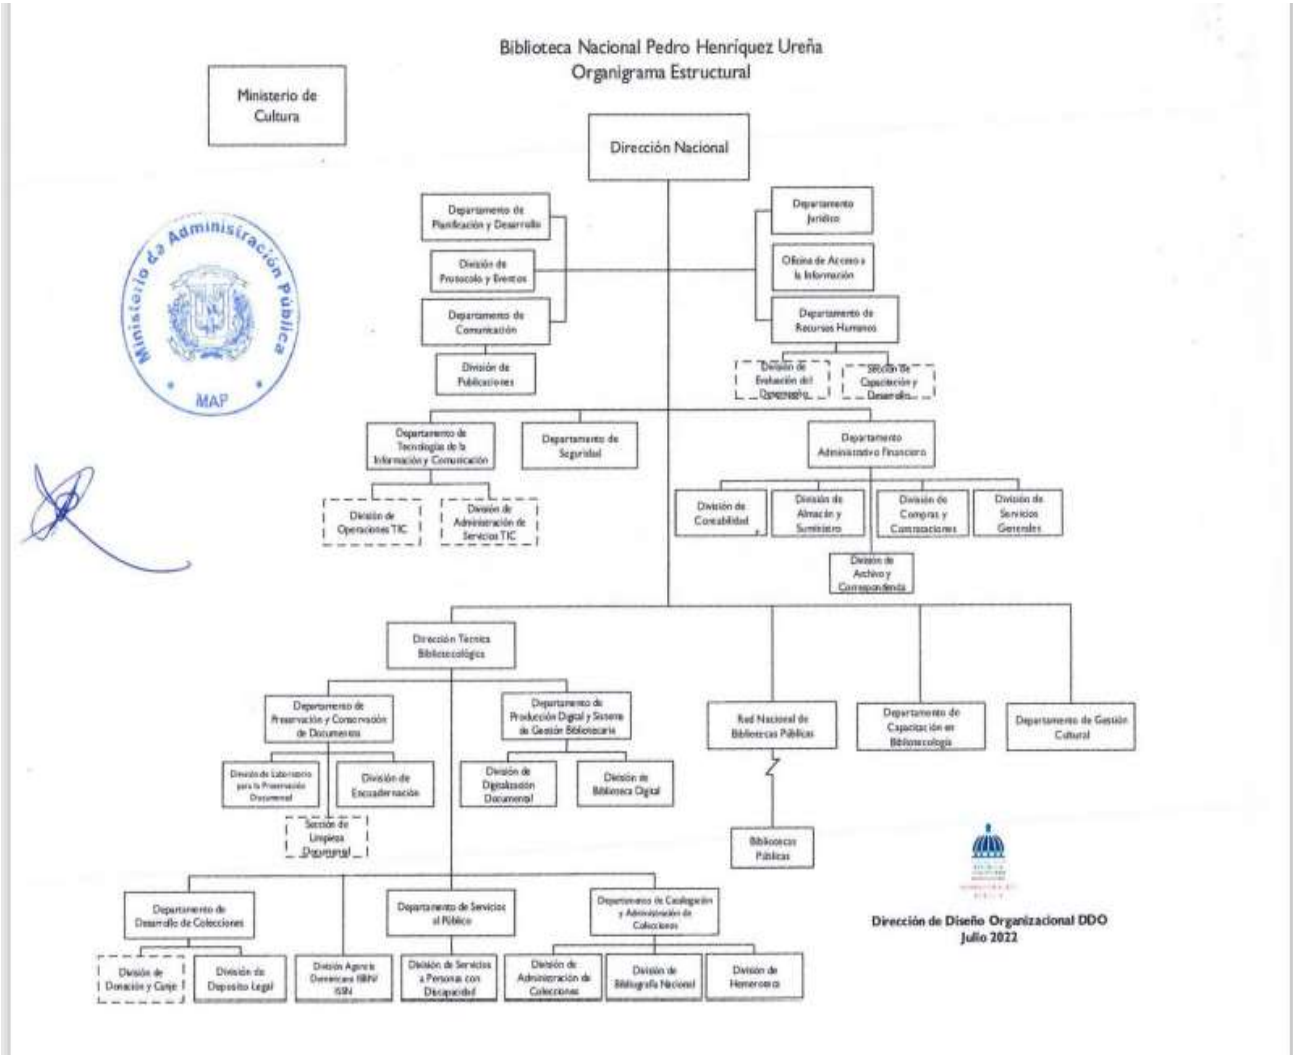 Biblioteca Nacional Pedro Henríquez Ureña
Organigrama Estructural
Ministerio de
Cultura
Dirección Nacional
Departamento de
Planificación y Desarrollo
División de
Protocolo y Eventos
Departamento de
Comunicación
División de
Publicaciones
Departamento
Jurídico
Oficina de Acceso a
la Información
Departamento de
Recursos Humanos
División de
Evaluación del
Desempeño
Sección de
Capacitación y
Desarrollo
Ministerio de Administración Pública
MAP
Departamento de
Tecnologías de la
Información y Comunicación
Departamento de
Seguridad
Departamento
Administrativo Financiero
División de
Operaciones TIC
División de
Administración de
Servicios TIC
División de
Contabilidad
División de
Almacén y
Suministro
División de
Compras y
Contrataciones
División de
Servicios
Generales
División de
Archivo y
Correspondencia
Dirección Técnica
Bibliotecológica
Departamento de
Preservación y Conservación
de Documentos
Departamento de
Producción Digital y Sistema
de Gestión Bibliotecaria
Red Nacional de
Bibliotecas Públicas
Departamento de
Capacitación en
Bibliotecología
Departamento de Gestión
Cultural
División de Laboratorio
para la Preservación
Documental
División de
Encuadernación
División de
Digitalización
Documental
División de
Biblioteca Digital
Sección de
Limpieza
Documental
Bibliotecas
Públicas
Departamento de
Desarrollo de Colecciones
Departamento de Servicios
al Público
Departamento de Catalogación
y Administración de
Colecciones
División de
Donación y Canje
División de
Deposito Legal
División Agencia
Dominicana ISBN/
ISSN
División de Servicios
a Personas con
Discapacidad
División de
Administración de
Colecciones
División de
Bibliografía Nacional
División de
Hemeroteca
Dirección de Diseño Organizacional DDO
Julio 2022